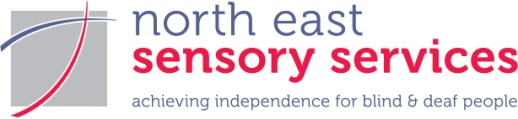 north east
sensory services
achieving independence for blind & deaf people